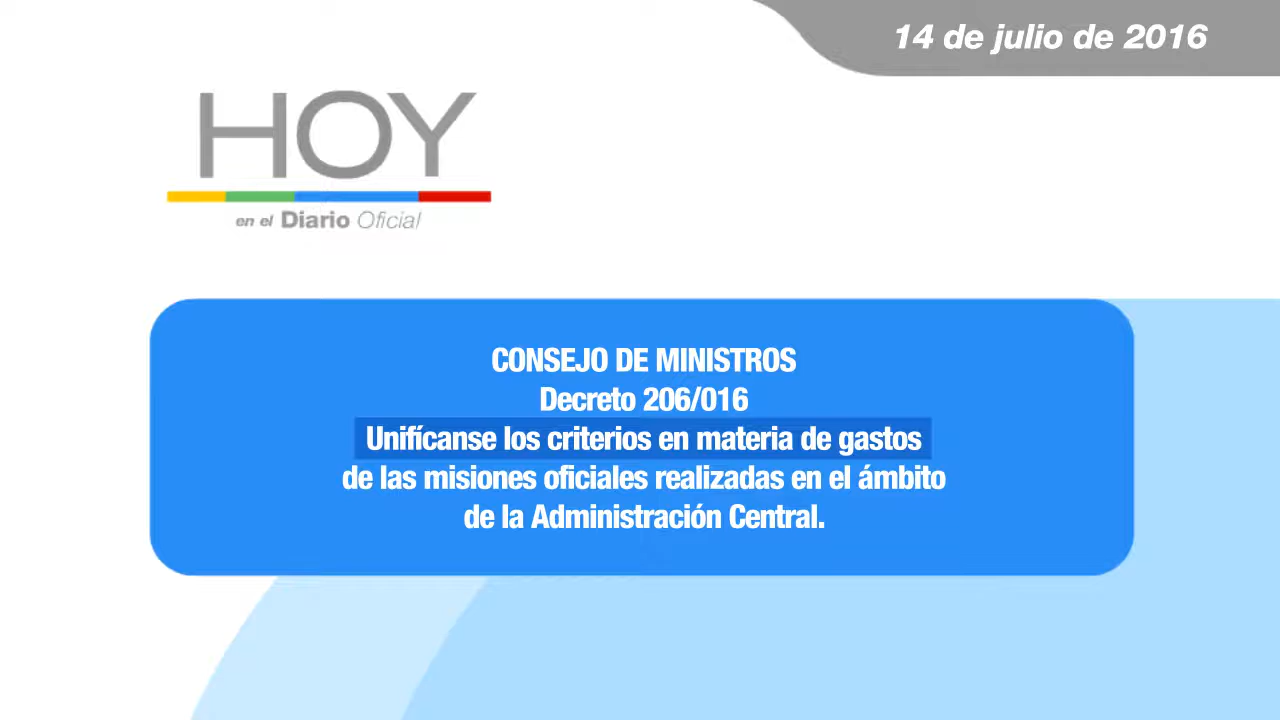 14 de julio de 2016
HOY
en el Diario Oficial
CONSEJO DE MINISTROS
Decreto 206/016
Unifícanse los criterios en materia de gastos
de las misiones oficiales realizadas en el ámbito
de la Administración Central.